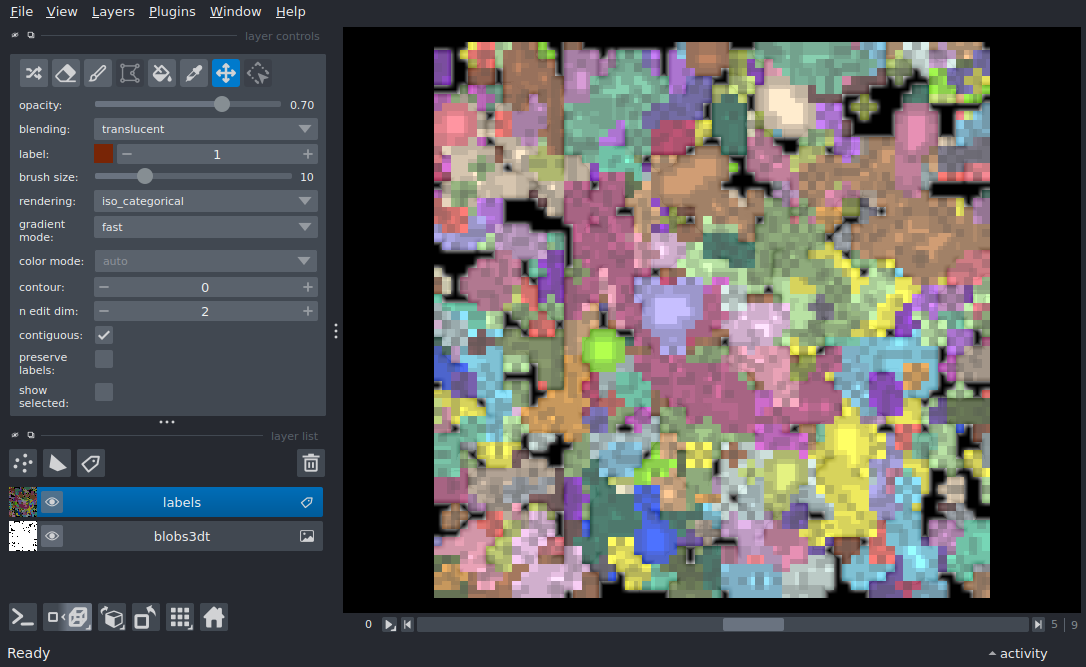 File View Layers Plugins Window Help
layer controls
opacity: 0.70
blending: translucent
label: 1
brush size: 10
rendering: iso_categorical
gradient
mode: fast
color mode: auto
contour: 0
n edit dim: 2
contiguous:
preserve
labels:
show
selected:
layer list
labels
blobs3dt
0 5 | 9
Ready activity